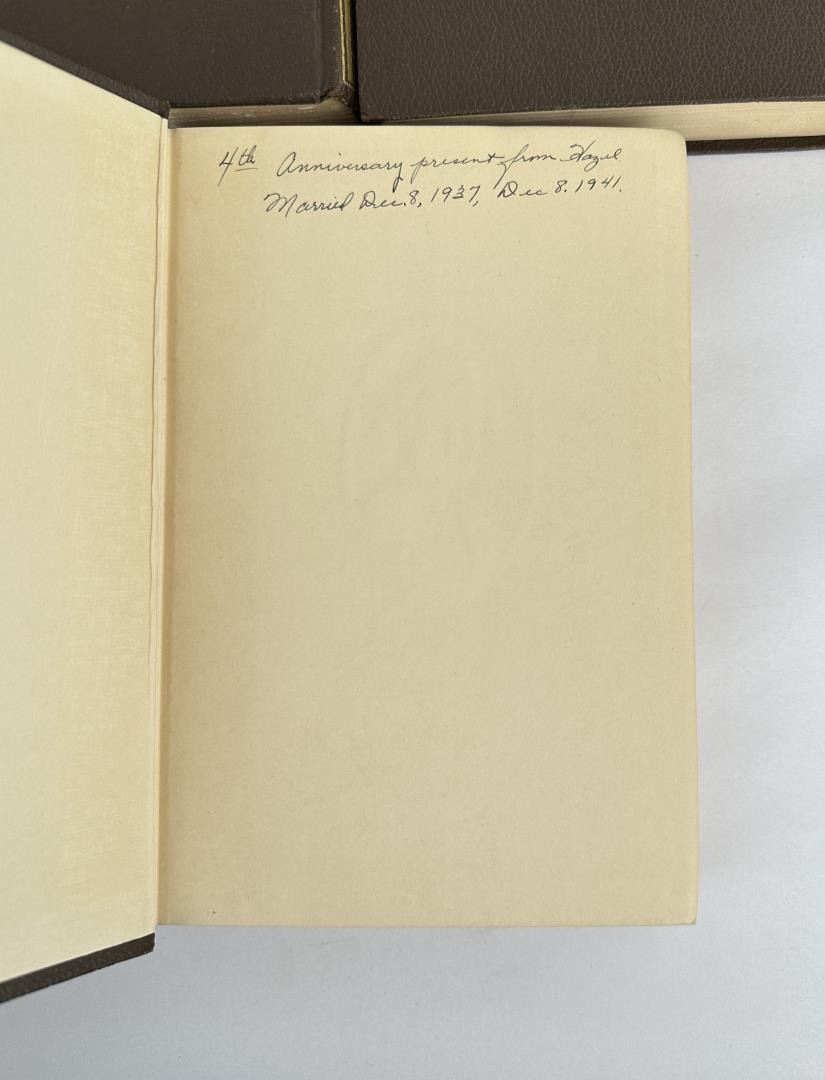 4th Anniversary present from Hazel
Married Dec. 8, 1937, Dec 8. 1941.